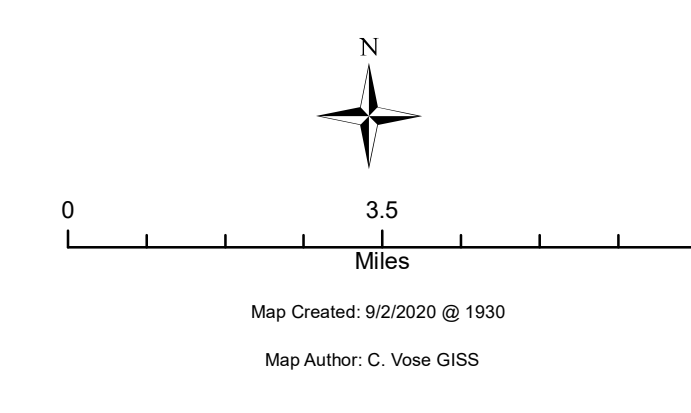 N
0 3.5
Miles
Map Created: 9/2/2020 @ 1930
Map Author: C. Vose GISS